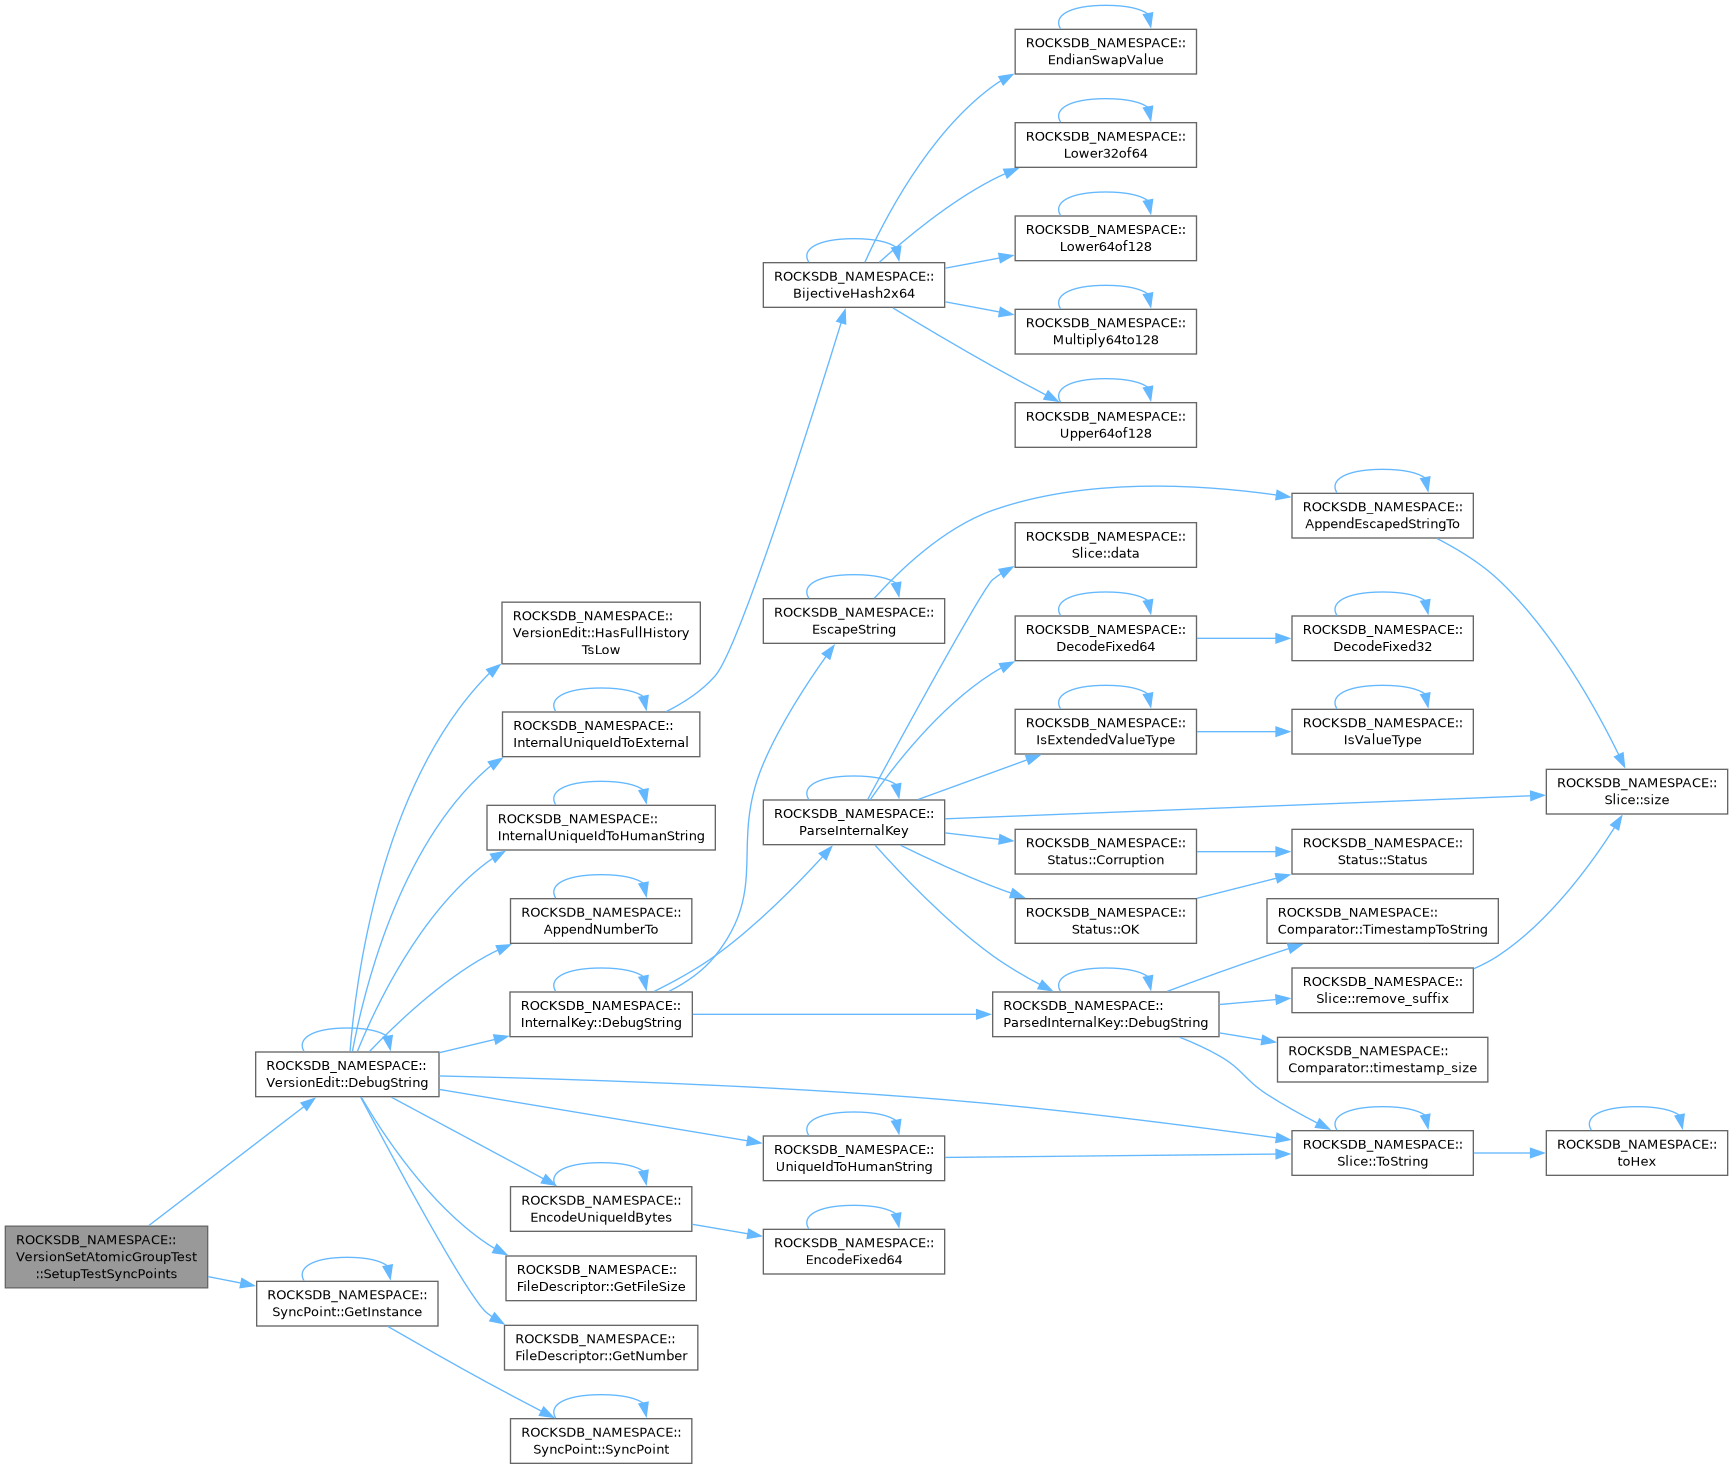 ROCKSDB_NAMESPACE::
VersionSetAtomicGroupTest
::SetupTestSyncPoints
ROCKSDB_NAMESPACE::
VersionEdit::DebugString
ROCKSDB_NAMESPACE::
SyncPoint::GetInstance
ROCKSDB_NAMESPACE::
VersionEdit::HasFullHistory
TsLow
ROCKSDB_NAMESPACE::
InternalUniqueIdToExternal
ROCKSDB_NAMESPACE::
InternalUniqueIdToHumanString
ROCKSDB_NAMESPACE::
AppendNumberTo
ROCKSDB_NAMESPACE::
InternalKey::DebugString
ROCKSDB_NAMESPACE::
EncodeUniqueIdBytes
ROCKSDB_NAMESPACE::
FileDescriptor::GetFileSize
ROCKSDB_NAMESPACE::
FileDescriptor::GetNumber
ROCKSDB_NAMESPACE::
SyncPoint::SyncPoint
ROCKSDB_NAMESPACE::
BijectiveHash2x64
ROCKSDB_NAMESPACE::
EscapeString
ROCKSDB_NAMESPACE::
ParseInternalKey
ROCKSDB_NAMESPACE::
UniqueIdToHumanString
ROCKSDB_NAMESPACE::
EncodeFixed64
ROCKSDB_NAMESPACE::
EndianSwapValue
ROCKSDB_NAMESPACE::
Lower32of64
ROCKSDB_NAMESPACE::
Lower64of128
ROCKSDB_NAMESPACE::
Multiply64to128
ROCKSDB_NAMESPACE::
Upper64of128
ROCKSDB_NAMESPACE::
Slice::data
ROCKSDB_NAMESPACE::
DecodeFixed64
ROCKSDB_NAMESPACE::
IsExtendedValueType
ROCKSDB_NAMESPACE::
Status::Corruption
ROCKSDB_NAMESPACE::
Status::OK
ROCKSDB_NAMESPACE::
ParsedInternalKey::DebugString
ROCKSDB_NAMESPACE::
AppendEscapedStringTo
ROCKSDB_NAMESPACE::
DecodeFixed32
ROCKSDB_NAMESPACE::
IsValueType
ROCKSDB_NAMESPACE::
Status::Status
ROCKSDB_NAMESPACE::
Comparator::TimestampToString
ROCKSDB_NAMESPACE::
Slice::remove_suffix
ROCKSDB_NAMESPACE::
Comparator::timestamp_size
ROCKSDB_NAMESPACE::
Slice::ToString
ROCKSDB_NAMESPACE::
Slice::size
ROCKSDB_NAMESPACE::
toHex